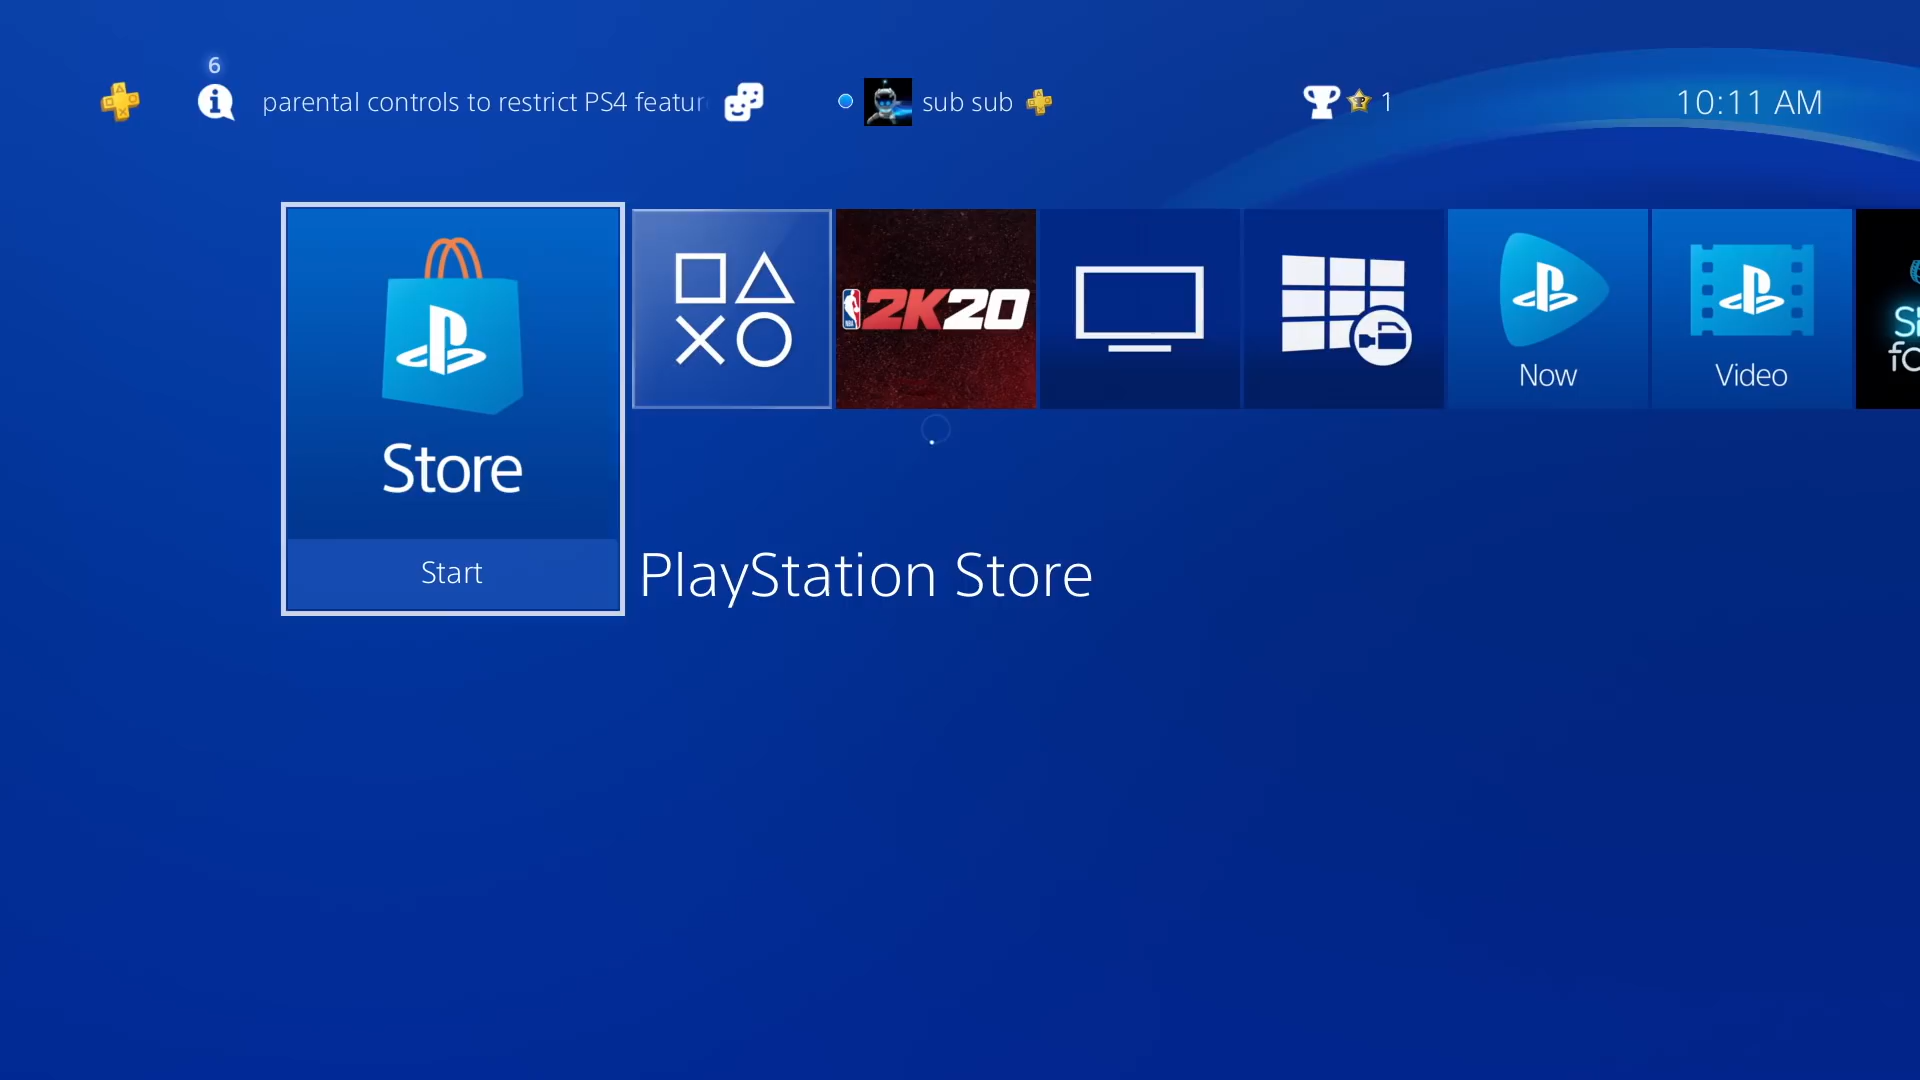 6
parental controls to restrict PS4 featur
sub sub
1
10:11 AM
Store
NBA 2K20
Now
Video
Start
PlayStation Store